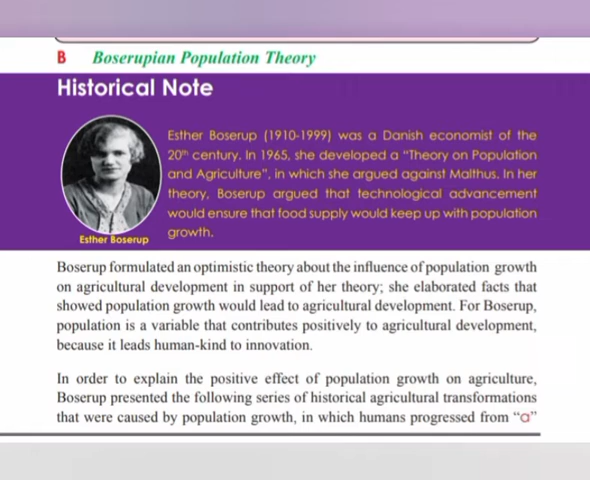 B Boserupian Population Theory
Historical Note
Esther Boserup (1910-1999) was a Danish economist of the
20th century. In 1965, she developed a "Theory on Population
and Agriculture", in which she argued against Malthus. In her
theory, Boserup argued that technological advancement
would ensure that food supply would keep up with population
growth.
Esther Boserup
Boserup formulated an optimistic theory about the influence of population growth
on agricultural development in support of her theory; she elaborated facts that
showed population growth would lead to agricultural development. For Boserup,
population is a variable that contributes positively to agricultural development,
because it leads human-kind to innovation.
In order to explain the positive effect of population growth on agriculture,
Boserup presented the following series of historical agricultural transformations
that were caused by population growth, in which humans progressed from "a"